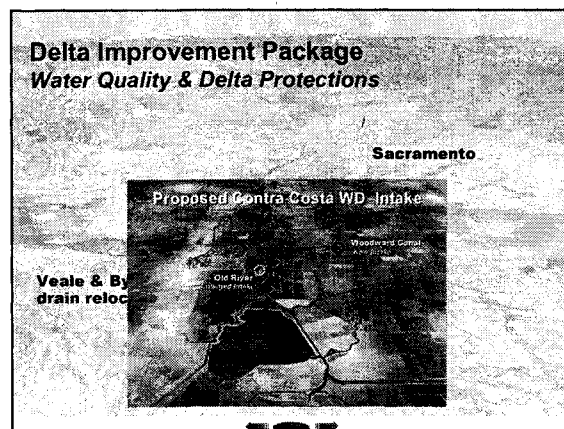 Delta Improvement Package
Water Quality & Delta Protections
Sacramento
Proposed Contra Costa WD Intake
Woodward Canal
Old River
Veale & By
drain reloc